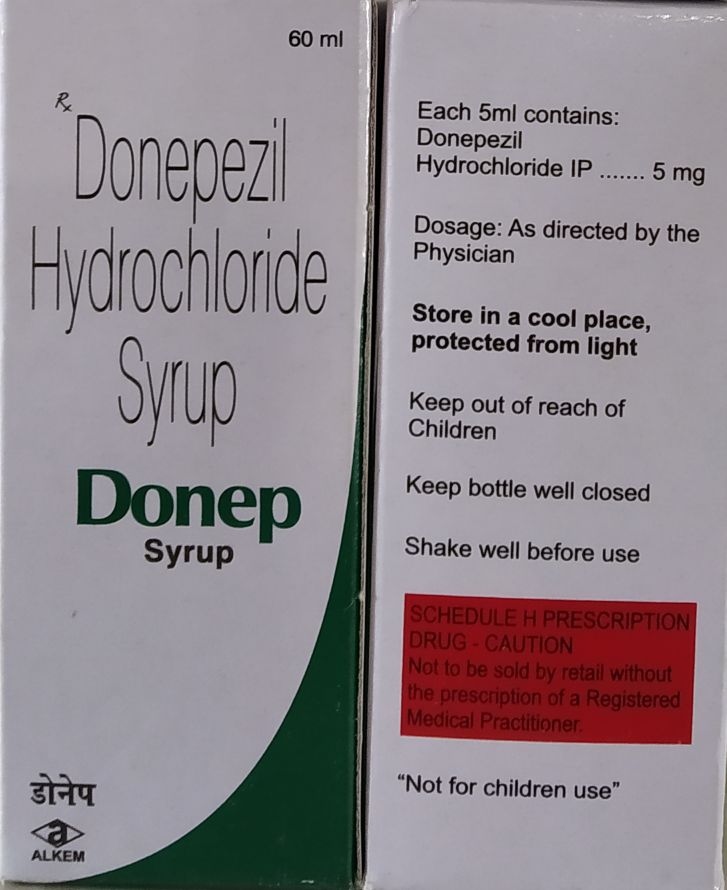 60 ml
Rx
Donepezil
Hydrochloride
Syrup
Donep
Syrup
डोनेप
a
ALKEM
Each 5ml contains:
Donepezil
Hydrochloride IP ....... 5 mg
Dosage: As directed by the
Physician
Store in a cool place,
protected from light
Keep out of reach of
Children
Keep bottle well closed
Shake well before use
SCHEDULE H PRESCRIPTION
DRUG - CAUTION
Not to be sold by retail without
the prescription of a Registered
Medical Practitioner.
“Not for children use”